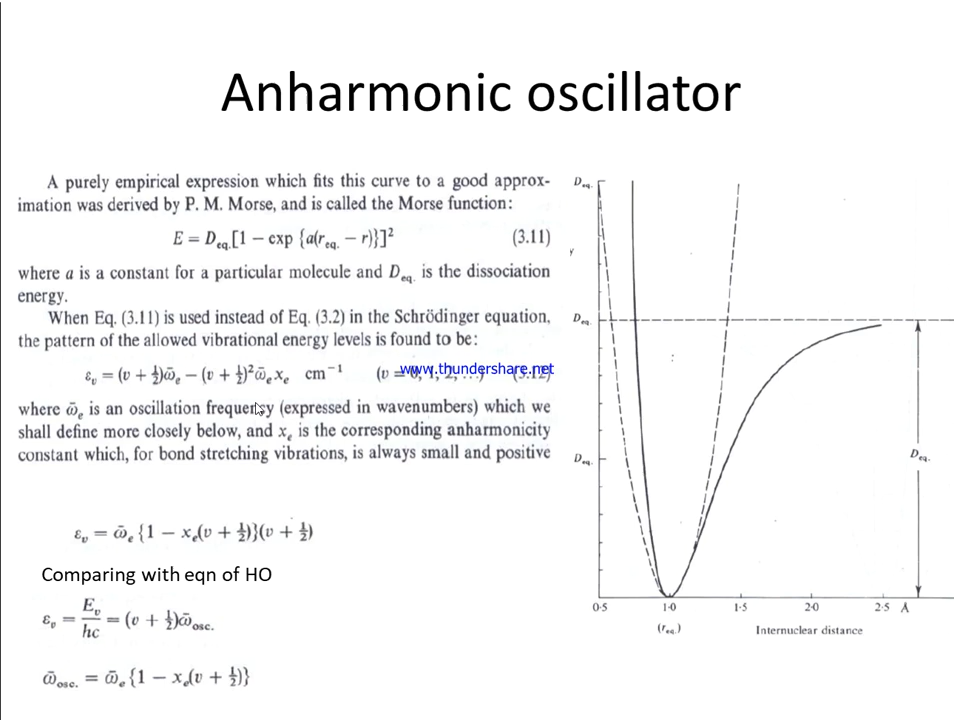 Anharmonic oscillator
A purely empirical expression which fits this curve to a good approx-
imation was derived by P. M. Morse, and is called the Morse function:
E = D_eq.[1 − exp {a(r_eq. − r)}]² (3.11)
where a is a constant for a particular molecule and D_eq. is the dissociation
energy.
When Eq. (3.11) is used instead of Eq. (3.2) in the Schrödinger equation,
the pattern of the allowed vibrational energy levels is found to be:
ε_v = (v + ½)ω̄_e − (v + ½)²ω̄_e x_e cm⁻¹ (v = 0, 1, 2, …) (3.12)
www.thundershare.net
where ω̄_e is an oscillation frequency (expressed in wavenumbers) which we
shall define more closely below, and x_e is the corresponding anharmonicity
constant which, for bond stretching vibrations, is always small and positive
ε_v = ω̄_e{1 − x_e(v + ½)}(v + ½)
Comparing with eqn of HO
ε_v = E_v/hc = (v + ½)ω̄_osc.
ω̄_osc. = ω̄_e{1 − x_e(v + ½)}
D_eq.
y
D_eq.
D_eq.
D_eq.
0·5 1·0 1·5 2·0 2·5 Å
(r_eq.) Internuclear distance